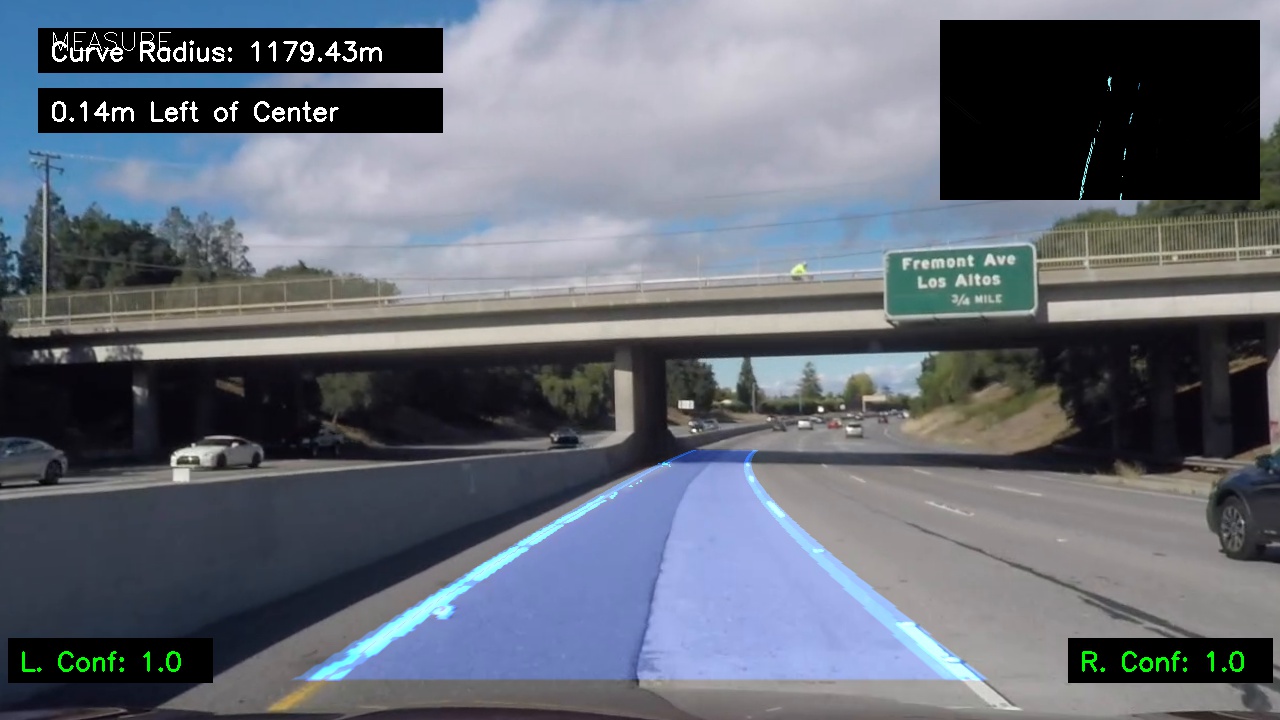 MEASURE
Curve Radius: 1179.43m
0.14m Left of Center
Fremont Ave
Los Altos
3/4 MILE
L. Conf: 1.0
R. Conf: 1.0